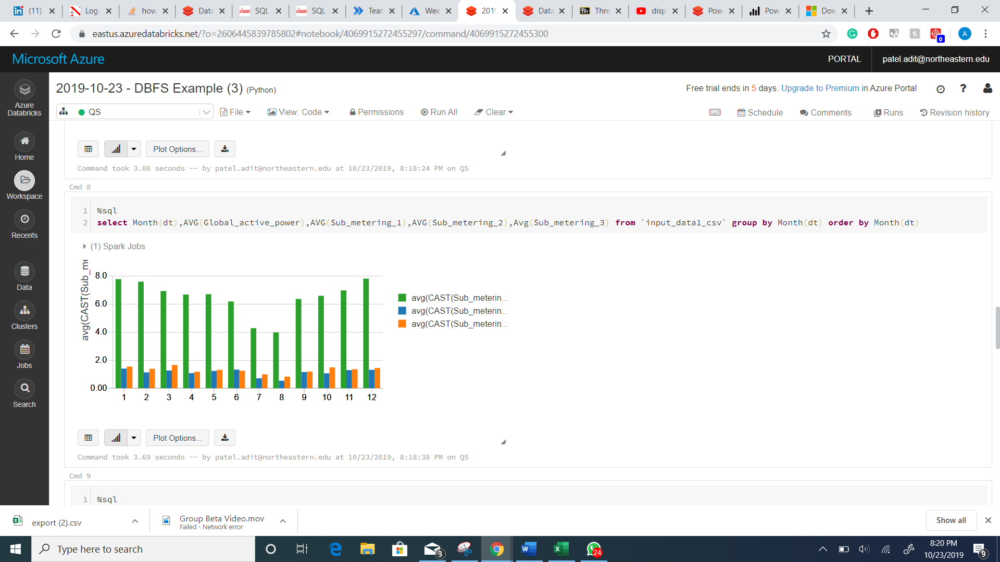 (11) Log how Data SQL SQL Tean Wee 2019 Data Thre disp Pow Pow Dow
eastus.azuredatabricks.net/?o=2606445839785802#notebook/4069915272455297/command/4069915272455300
0
A
Microsoft Azure
PORTAL
patel.adit@northeastern.edu
Azure
Databricks
Home
Workspace
Recents
Data
Clusters
Jobs
Search
2019-10-23 - DBFS Example (3) (Python)
Free trial ends in 5 days. Upgrade to Premium in Azure Portal
?
QS
File
View: Code
Permissions
Run All
Clear
Schedule
Comments
Runs
Revision history
Plot Options...
Command took 3.08 seconds -- by patel.adit@northeastern.edu at 10/23/2019, 8:18:24 PM on QS
Cmd 8
1 %sql
2 select Month(dt),AVG(Global_active_power),AVG(Sub_metering_1),AVG(Sub_metering_2),Avg(Sub_metering_3) from `input_data1_csv` group by Month(dt) order by Month(dt)
(1) Spark Jobs
avg(CAST(Sub_me
8.0
6.0
4.0
2.0
0.00
1 2 3 4 5 6 7 8 9 10 11 12
avg(CAST(Sub_meterin...
avg(CAST(Sub_meterin...
avg(CAST(Sub_meterin...
Plot Options...
Command took 3.69 seconds -- by patel.adit@northeastern.edu at 10/23/2019, 8:18:38 PM on QS
Cmd 9
1 %sql
export (2).csv
Group Beta Video.mov
Failed - Network error
Show all
Type here to search
3
24
8:20 PM
10/23/2019
9